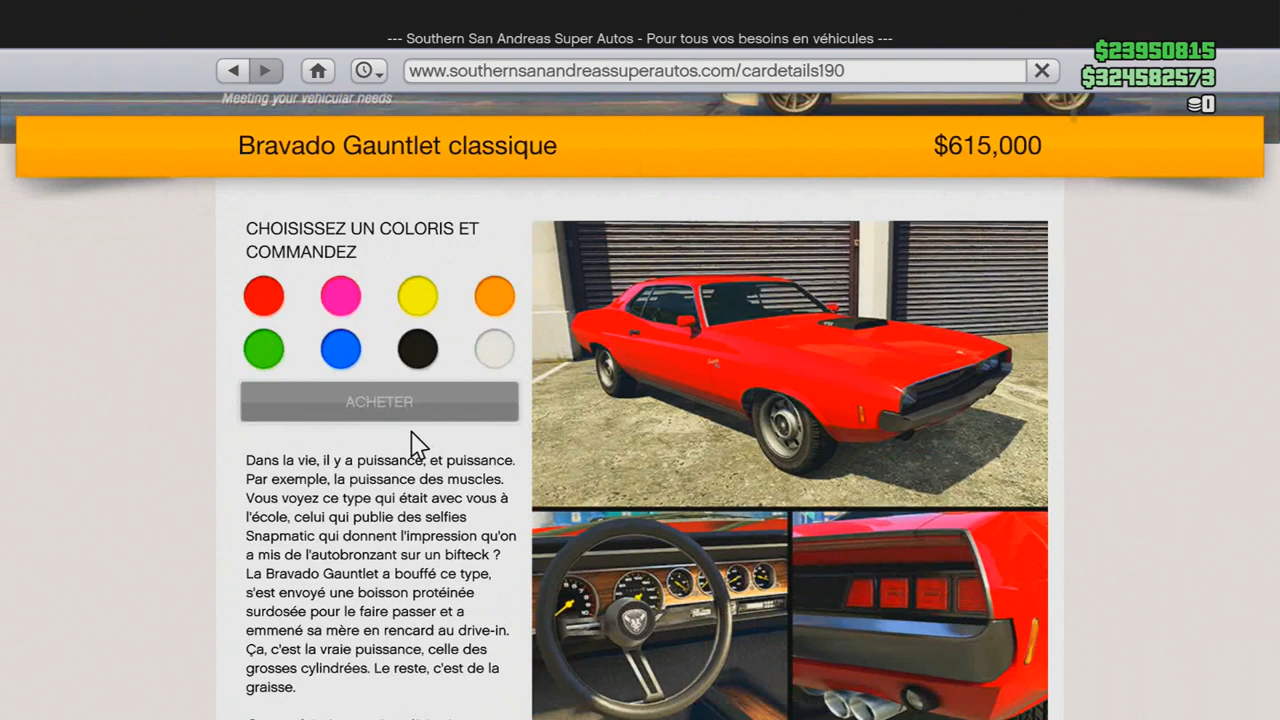 --- Southern San Andreas Super Autos - Pour tous vos besoins en véhicules ---
www.southernsanandreassuperautos.com/cardetails190
$23950815
$324582573
0
Meeting your vehicular needs
Bravado Gauntlet classique
$615,000
CHOISISSEZ UN COLORIS ET
COMMANDEZ
ACHETER
Dans la vie, il y a puissance, et puissance.
Par exemple, la puissance des muscles.
Vous voyez ce type qui était avec vous à
l'école, celui qui publie des selfies
Snapmatic qui donnent l'impression qu'on
a mis de l'autobronzant sur un bifteck ?
La Bravado Gauntlet a bouffé ce type,
s'est envoyé une boisson protéinée
surdosée pour le faire passer et a
emmené sa mère en rencard au drive-in.
Ça, c'est la vraie puissance, celle des
grosses cylindrées. Le reste, c'est de la
graisse.